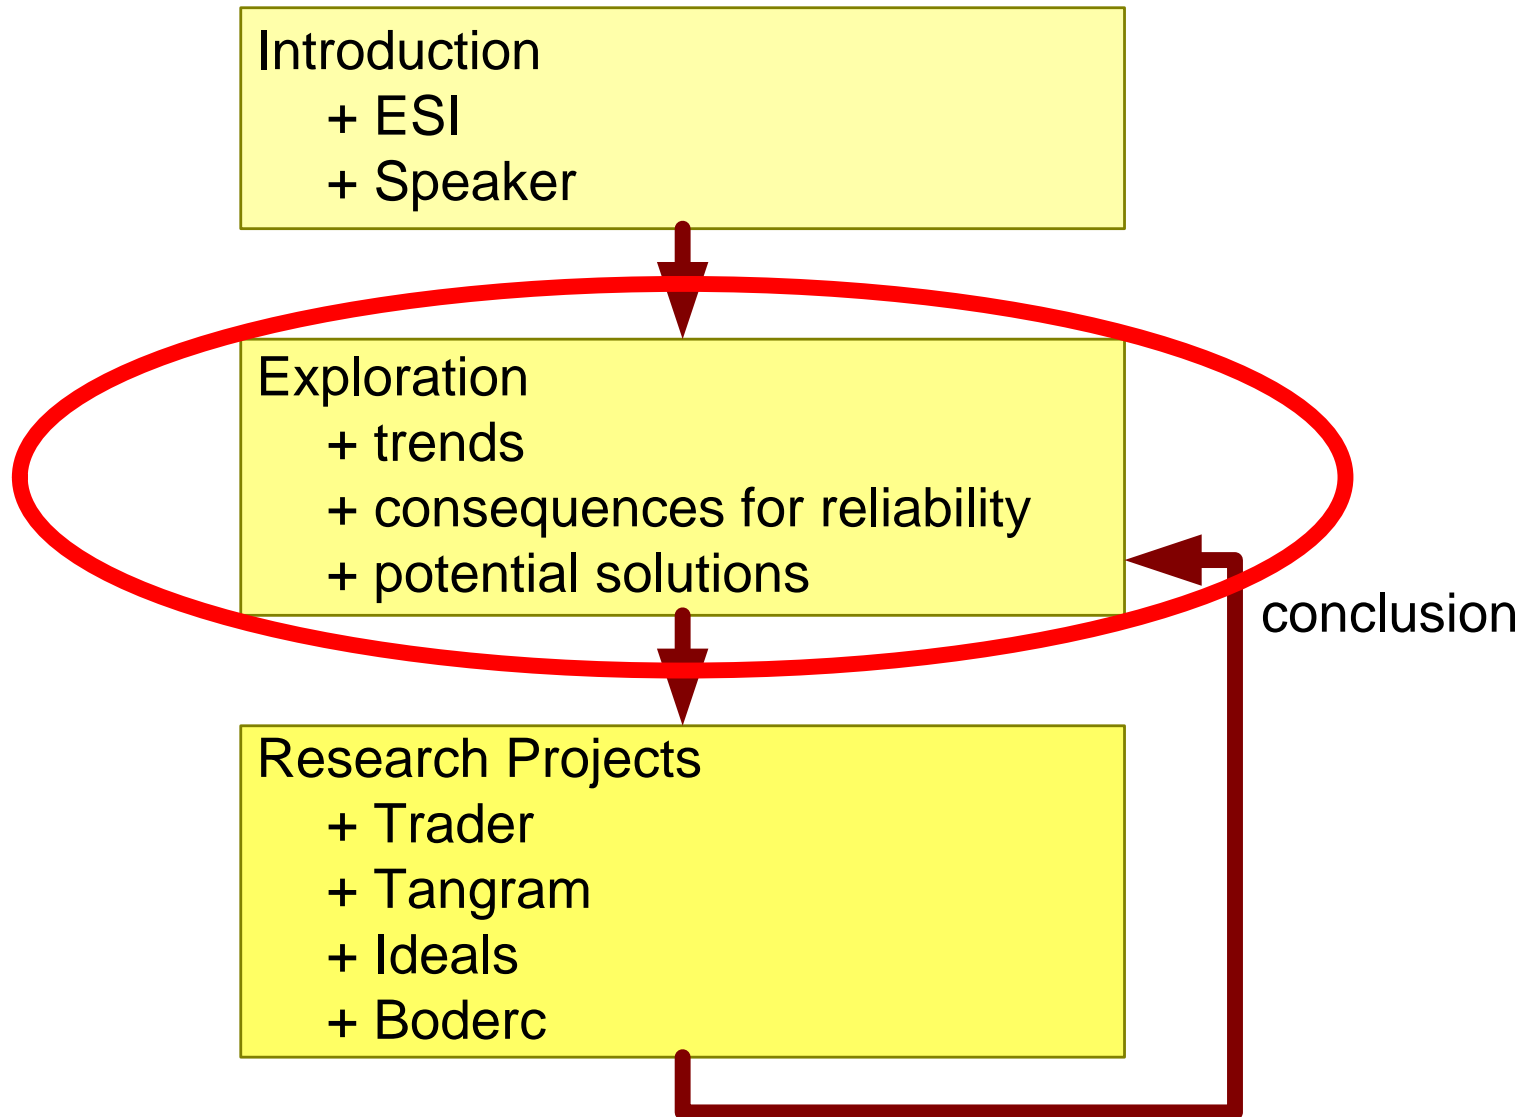 Introduction
+ ESI
+ Speaker
Exploration
+ trends
+ consequences for reliability
+ potential solutions
conclusion
Research Projects
+ Trader
+ Tangram
+ Ideals
+ Boderc